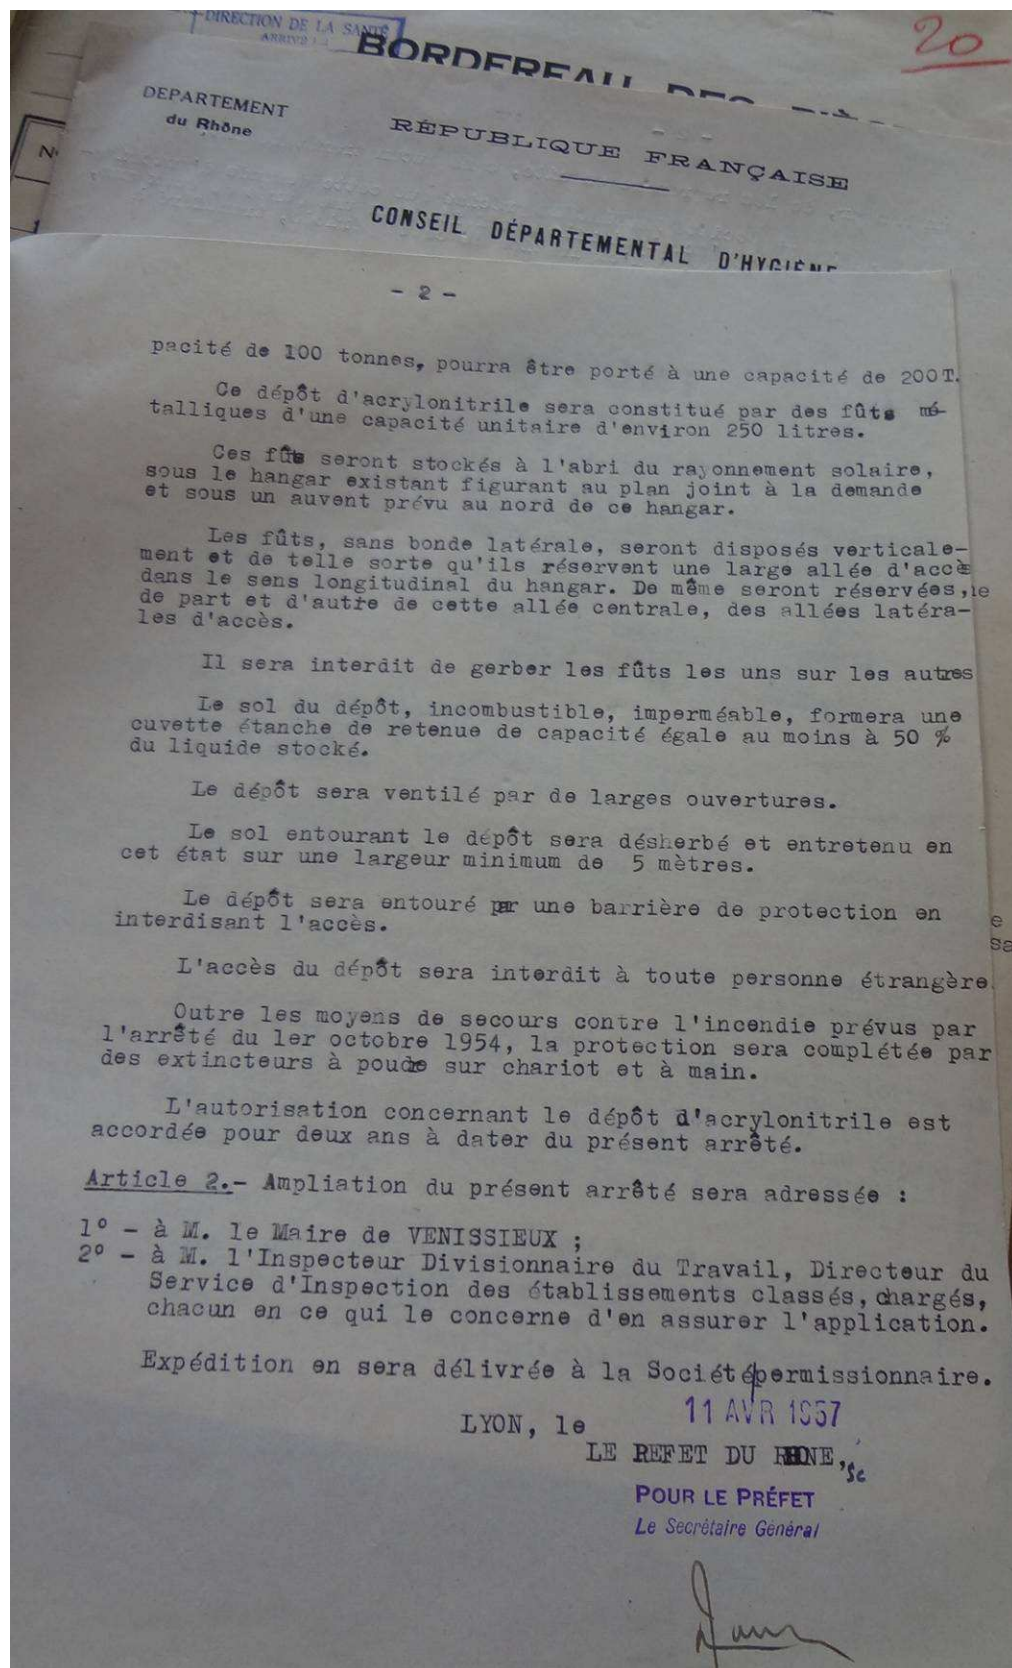 DIRECTION DE LA SANTÉ
20
BORDEREAU DES
DEPARTEMENT
du Rhône
RÉPUBLIQUE FRANÇAISE
CONSEIL DÉPARTEMENTAL D'HYGIÈNE
- 2 -
pacité de 100 tonnes, pourra être porté à une capacité de 200T.
Ce dépôt d'acrylonitrile sera constitué par des fûts mé-
talliques d'une capacité unitaire d'environ 250 litres.
Ces fûts seront stockés à l'abri du rayonnement solaire,
sous le hangar existant figurant au plan joint à la demande
et sous un auvent prévu au nord de ce hangar.
Les fûts, sans bonde latérale, seront disposés verticale-
ment et de telle sorte qu'ils réservent une large allée d'accès
dans le sens longitudinal du hangar. De même seront réservées,
de part et d'autre de cette allée centrale, des allées latéra-
les d'accès.
Il sera interdit de gerber les fûts les uns sur les autres
Le sol du dépôt, incombustible, imperméable, formera une
cuvette étanche de retenue de capacité égale au moins à 50 %
du liquide stocké.
Le dépôt sera ventilé par de larges ouvertures.
Le sol entourant le dépôt sera désherbé et entretenu en
cet état sur une largeur minimum de 5 mètres.
Le dépôt sera entouré par une barrière de protection en
interdisant l'accès.
L'accès du dépôt sera interdit à toute personne étrangère.
Outre les moyens de secours contre l'incendie prévus par
l'arrêté du 1er octobre 1954, la protection sera complétée par
des extincteurs à poudre sur chariot et à main.
L'autorisation concernant le dépôt d'acrylonitrile est
accordée pour deux ans à dater du présent arrêté.
Article 2.- Ampliation du présent arrêté sera adressée :
1° - à M. le Maire de VENISSIEUX ;
2° - à M. l'Inspecteur Divisionnaire du Travail, Directeur du
Service d'Inspection des établissements classés, chargés,
chacun en ce qui le concerne d'en assurer l'application.
Expédition en sera délivrée à la Société permissionnaire.
11 AVR 1957
LYON, le
LE REFET DU RHONE,
POUR LE PRÉFET
Le Secrétaire Général